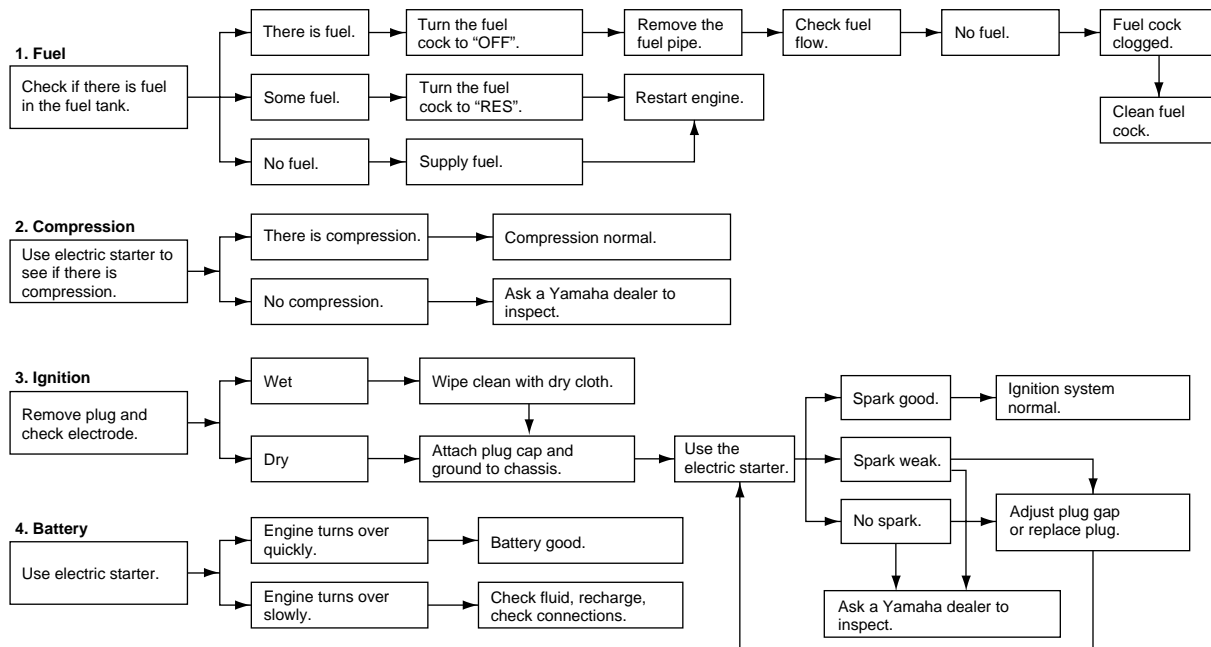 1. Fuel
Check if there is fuel
in the fuel tank.
There is fuel.
Turn the fuel
cock to “OFF”.
Remove the
fuel pipe.
Check fuel
flow.
No fuel.
Fuel cock
clogged.
Clean fuel
cock.
Some fuel.
Turn the fuel
cock to “RES”.
Restart engine.
No fuel.
Supply fuel.
2. Compression
Use electric starter to
see if there is
compression.
There is compression.
Compression normal.
No compression.
Ask a Yamaha dealer to
inspect.
3. Ignition
Remove plug and
check electrode.
Wet
Wipe clean with dry cloth.
Dry
Attach plug cap and
ground to chassis.
Use the
electric starter.
Spark good.
Ignition system
normal.
Spark weak.
No spark.
Adjust plug gap
or replace plug.
Ask a Yamaha dealer to
inspect.
4. Battery
Use electric starter.
Engine turns over
quickly.
Battery good.
Engine turns over
slowly.
Check fluid, recharge,
check connections.